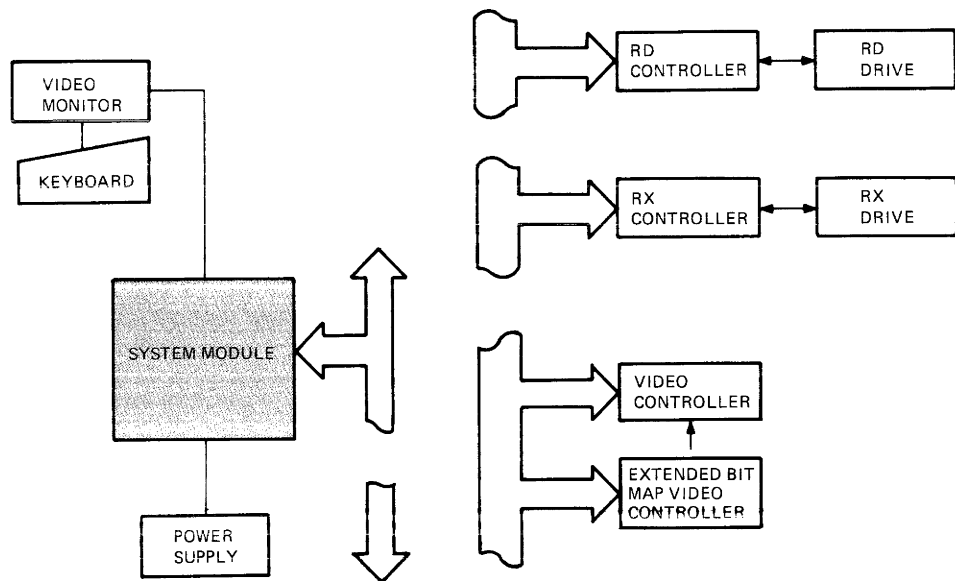 VIDEO
MONITOR
KEYBOARD
SYSTEM MODULE
POWER
SUPPLY
RD
CONTROLLER
RD
DRIVE
RX
CONTROLLER
RX
DRIVE
VIDEO
CONTROLLER
EXTENDED BIT
MAP VIDEO
CONTROLLER